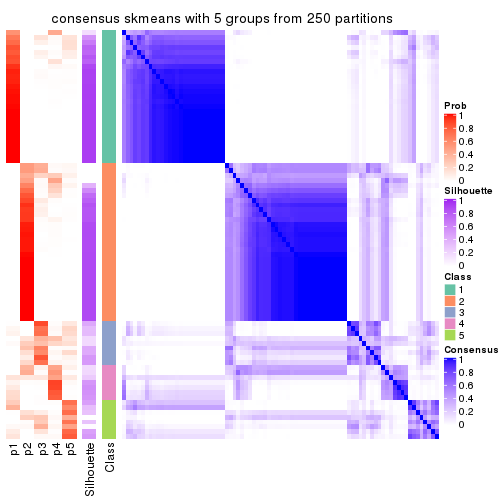 consensus skmeans with 5 groups from 250 partitions
Prob
1
0.8
0.6
0.4
0.2
0
Silhouette
1
0.8
0.6
0.4
0.2
0
Class
1
2
3
4
5
Consensus
1
0.8
0.6
0.4
0.2
0
p1
p2
p3
p4
p5
Silhouette
Class